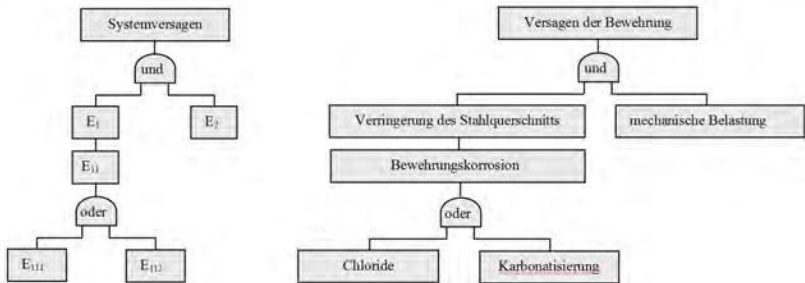 Systemversagen
und
E₁
E₂
E₁₁
oder
E₁₁₁
E₁₁₂
Versagen der Bewehrung
und
Verringerung des Stahlquerschnitts
mechanische Belastung
Bewehrungskorrosion
oder
Chloride
Karbonatisierung